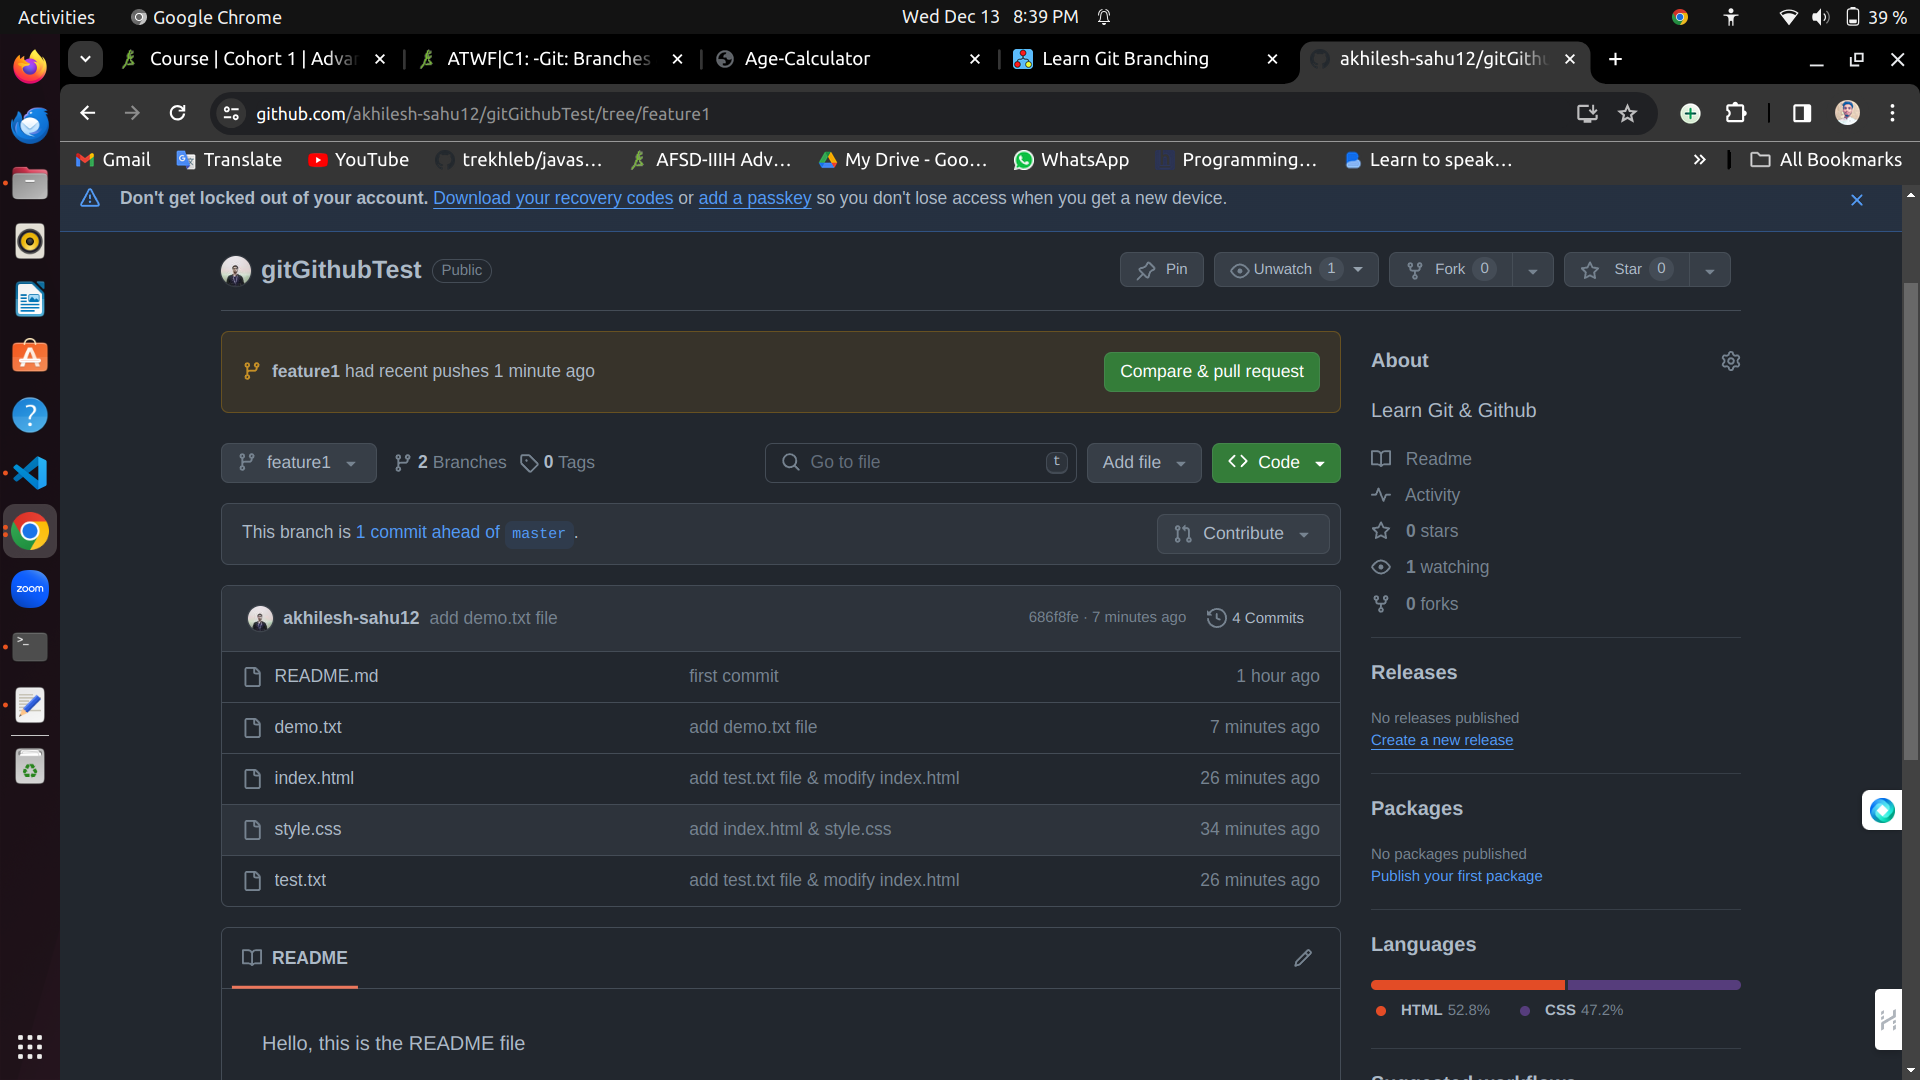 Activities Google Chrome Wed Dec 13 8:39 PM 39 %
Course | Cohort 1 | Adva ATWF|C1: -Git: Branches Age-Calculator Learn Git Branching akhilesh-sahu12/gitGith
github.com/akhilesh-sahu12/gitGithubTest/tree/feature1
Gmail Translate YouTube trekhleb/javas... AFSD-IIIH Adv... My Drive - Goo... WhatsApp Programming... Learn to speak... » All Bookmarks
Don't get locked out of your account. Download your recovery codes or add a passkey so you don't lose access when you get a new device.
gitGithubTest Public Pin Unwatch 1 Fork 0 Star 0
feature1 had recent pushes 1 minute ago Compare & pull request
feature1 2 Branches 0 Tags Go to file t Add file Code
This branch is 1 commit ahead of master . Contribute
akhilesh-sahu12 add demo.txt file 686f8fe · 7 minutes ago 4 Commits
README.md first commit 1 hour ago
demo.txt add demo.txt file 7 minutes ago
index.html add test.txt file & modify index.html 26 minutes ago
style.css add index.html & style.css 34 minutes ago
test.txt add test.txt file & modify index.html 26 minutes ago
README
Hello, this is the README file
About
Learn Git & Github
Readme
Activity
0 stars
1 watching
0 forks
Releases
No releases published
Create a new release
Packages
No packages published
Publish your first package
Languages
HTML 52.8% CSS 47.2%
Suggested workflows
zoom